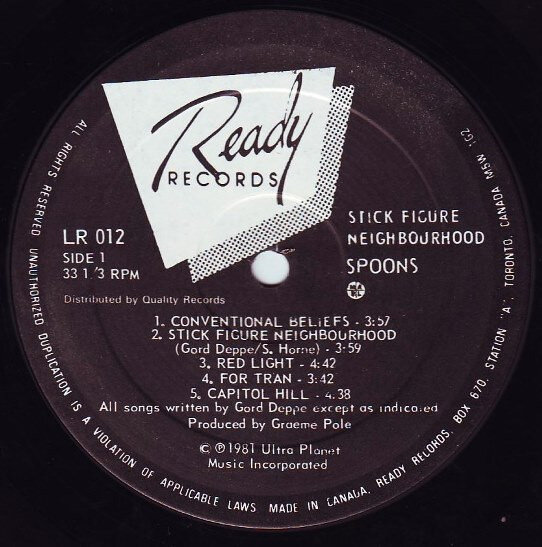 Ready
RECORDS
LR 012
SIDE 1
33 1/3 RPM
STICK FIGURE
NEIGHBOURHOOD
SPOONS
Distributed by Quality Records
1. CONVENTIONAL BELIEFS - 3:57
2. STICK FIGURE NEIGHBOURHOOD
(Gord Deppe/S. Horne) - 3:59
3. RED LIGHT - 4:42
4. FOR TRAN - 3:42
5. CAPITOL HILL - 4.38
All songs written by Gord Deppe except as indicated
Produced by Graeme Pole
© ℗ 1981 Ultra Planet
Music Incorporated
ALL RIGHTS RESERVED UNAUTHORIZED DUPLICATION IS A VIOLATION OF APPLICABLE LAWS MADE IN CANADA, READY RECORDS, BOX 670, STATION "A", TORONTO, CANADA M5W 1G2